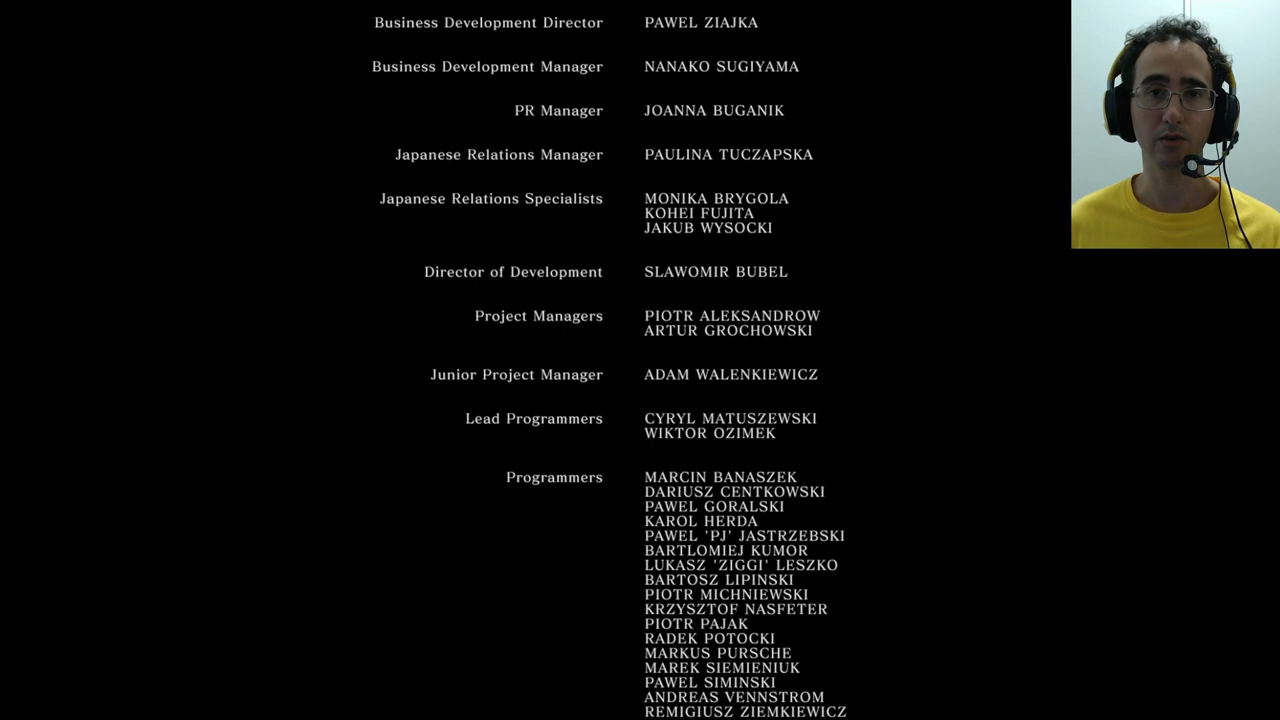 Business Development Director PAWEL ZIAJKA
Business Development Manager NANAKO SUGIYAMA
PR Manager JOANNA BUGANIK
Japanese Relations Manager PAULINA TUCZAPSKA
Japanese Relations Specialists MONIKA BRYGOLA
KOHEI FUJITA
JAKUB WYSOCKI
Director of Development SLAWOMIR BUBEL
Project Managers PIOTR ALEKSANDROW
ARTUR GROCHOWSKI
Junior Project Manager ADAM WALENKIEWICZ
Lead Programmers CYRYL MATUSZEWSKI
WIKTOR OZIMEK
Programmers MARCIN BANASZEK
DARIUSZ CENTKOWSKI
PAWEL GORALSKI
KAROL HERDA
PAWEL 'PJ' JASTRZEBSKI
BARTLOMIEJ KUMOR
LUKASZ 'ZIGGI' LESZKO
BARTOSZ LIPINSKI
PIOTR MICHNIEWSKI
KRZYSZTOF NASFETER
PIOTR PAJAK
RADEK POTOCKI
MARKUS PURSCHE
MAREK SIEMIENIUK
PAWEL SIMINSKI
ANDREAS VENNSTROM
REMIGIUSZ ZIEMKIEWICZ